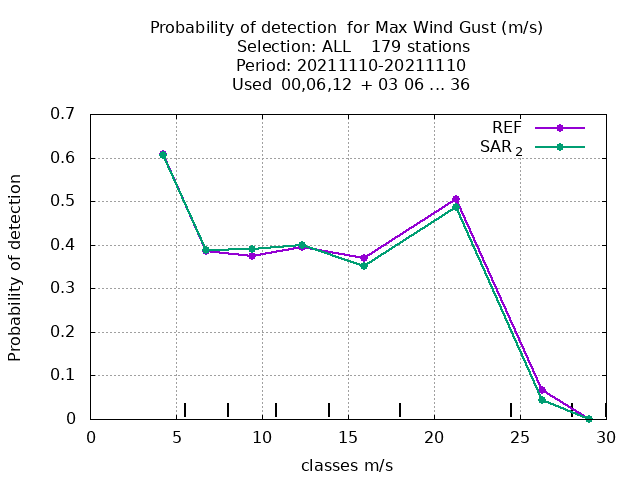 Probability of detection  for Max Wind Gust (m/s)
Selection: ALL    179 stations
Period: 20211110-20211110
Used  00,06,12  + 03 06 ... 36
Probability of detection
0.7
0.6
0.5
0.4
0.3
0.2
0.1
0
REF
SAR 2
0 5 10 15 20 25 30
classes m/s